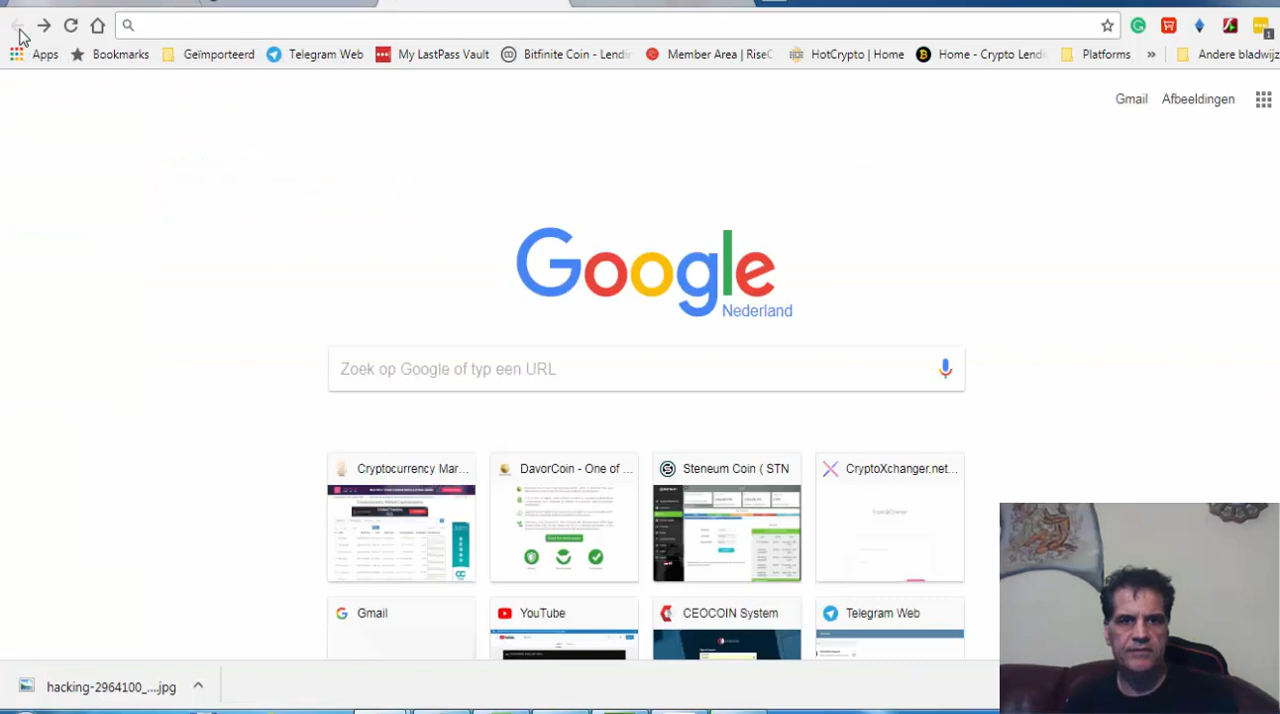 Apps Bookmarks Geïmporteerd Telegram Web My LastPass Vault Bitfinite Coin - Lendi Member Area | RiseC HotCrypto | Home Home - Crypto Lendi Platforms » Andere bladwijz
1
Gmail Afbeeldingen
Google
Nederland
Zoek op Google of typ een URL
Cryptocurrency Mar... DavorCoin - One of ... Steneum Coin ( STN CryptoXchanger.net...
Gmail YouTube CEOCOIN System Telegram Web
hacking-2964100_....jpg